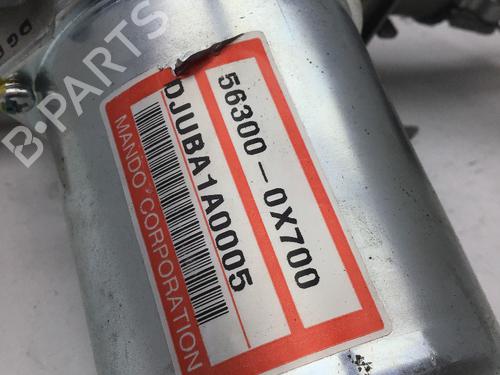 B-PARTS
56300-0X700
DJUBA1A0005
MANDO CORPORATION